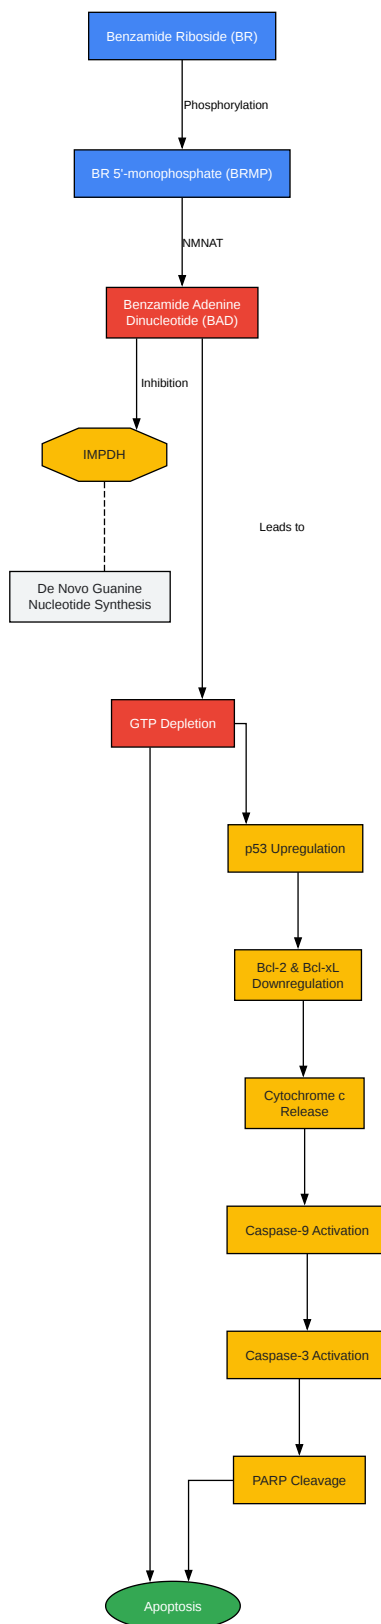 Benzamide Riboside (BR)
Phosphorylation
BR 5'-monophosphate (BRMP)
NMNAT
Benzamide Adenine
Dinucleotide (BAD)
Inhibition
IMPDH
Leads to
De Novo Guanine
Nucleotide Synthesis
GTP Depletion
p53 Upregulation
Bcl-2 & Bcl-xL
Downregulation
Cytochrome c
Release
Caspase-9 Activation
Caspase-3 Activation
PARP Cleavage
Apoptosis